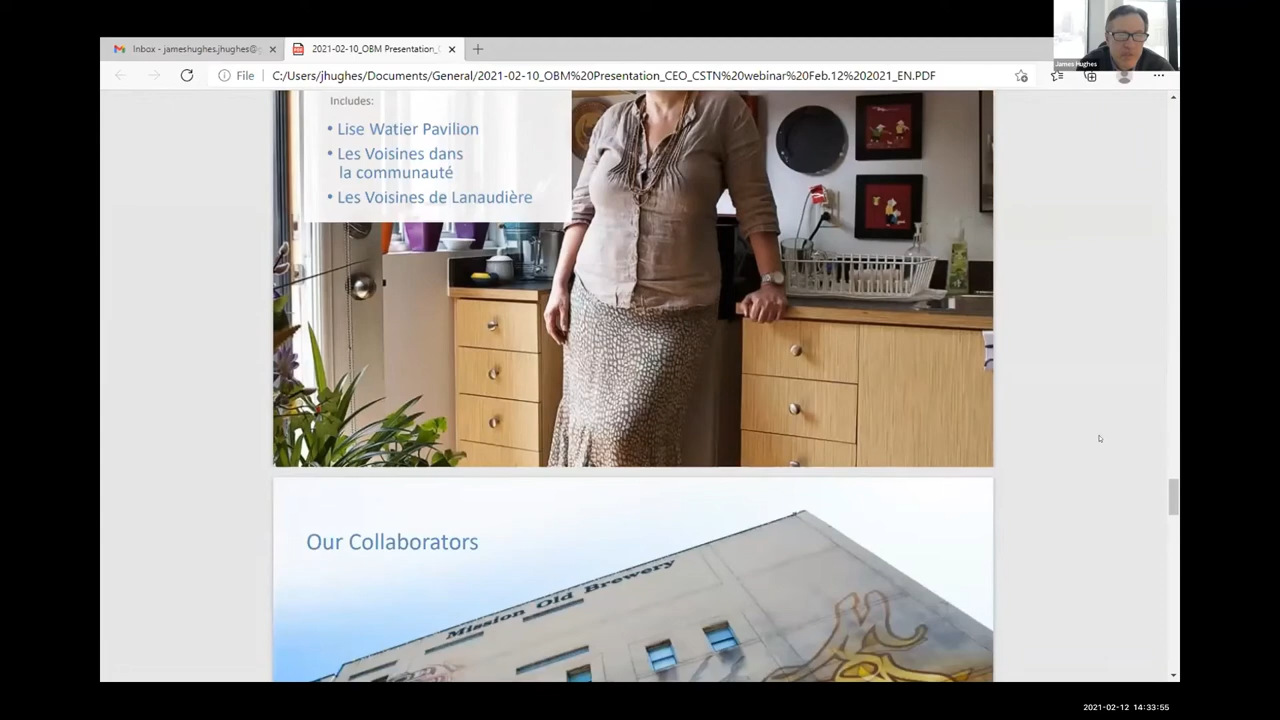 Inbox - jameshughes.jhughes@
2021-02-10_OBM Presentation_
File
C:/Users/jhughes/Documents/General/2021-02-10_OBM%20Presentation_CEO_CSTN%20webinar%20Feb.12%202021_EN.PDF
James Hughes
Includes:
• Lise Watier Pavilion
• Les Voisines dans
la communauté
• Les Voisines de Lanaudière
Our Collaborators
Mission Old Brewery
2021-02-12 14:33:55